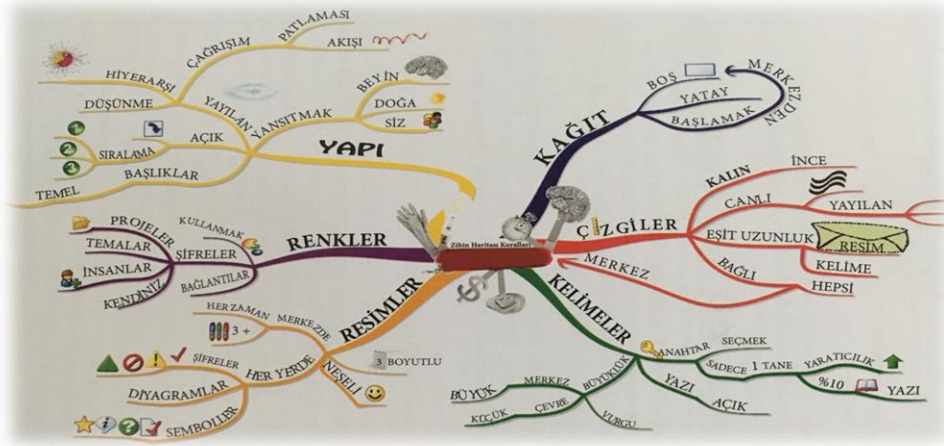 Zihin Haritası Kuralları
KAĞIT
BOŞ
YATAY
BAŞLAMAK
MERKEZDEN
ÇİZGİLER
KALIN
İNCE
CANLI
YAYILAN
EŞİT UZUNLUK
RESİM
KELİME
BAĞLI
HEPSİ
MERKEZ
KELİMELER
ANAHTAR
SEÇMEK
SADECE
1 TANE
YARATICILIK
%10
YAZI
YAZI
AÇIK
BÜYÜKLÜK
MERKEZ
BÜYÜK
ÇEVRE
KÜÇÜK
VURGU
RESİMLER
MERKEZDE
HERZAMAN
3 +
3 BOYUTLU
NEŞELİ
HER YERDE
ŞİFRELER
DİYAGRAMLAR
SEMBOLLER
RENKLER
KULLANMAK
ŞİFRELER
PROJELER
TEMALAR
İNSANLAR
KENDİNİZ
BAĞLANTILAR
YAPI
YAYILAN
ÇAĞRIŞIM
PATLAMASI
AKIŞI
HİYERARŞİ
DÜŞÜNME
YANSITMAK
BEYİN
DOĞA
SİZ
AÇIK
SIRALAMA
1
2
3
BAŞLIKLAR
TEMEL